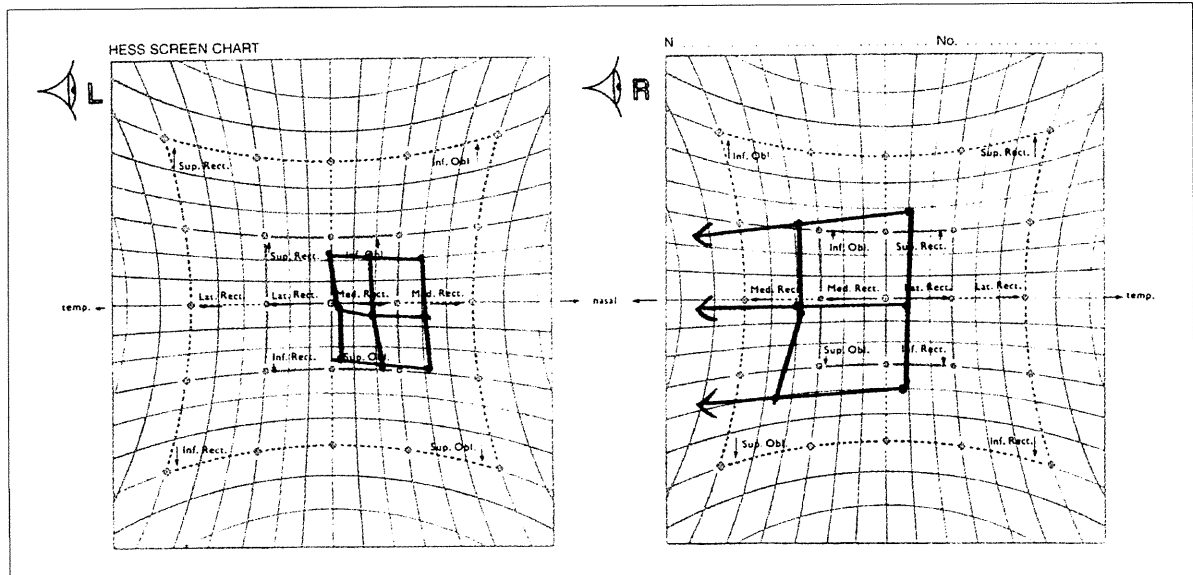 HESS SCREEN CHART
N No.
L
R
Sup. Rect. Inf. Obl.
Inf. Obl. Sup. Rect.
Sup. Rect. Inf. Obl.
Inf. Obl. Sup. Rect.
temp. Lat. Rect. Lat. Rect. Med. Rect. Med. Rect.
nasal Med. Rect. Med. Rect. Lat. Rect. Lat. Rect. temp.
Inf. Rect. Sup. Obl.
Sup. Obl. Inf. Rect.
Inf. Rect. Sup. Obl.
Sup. Obl. Inf. Rect.